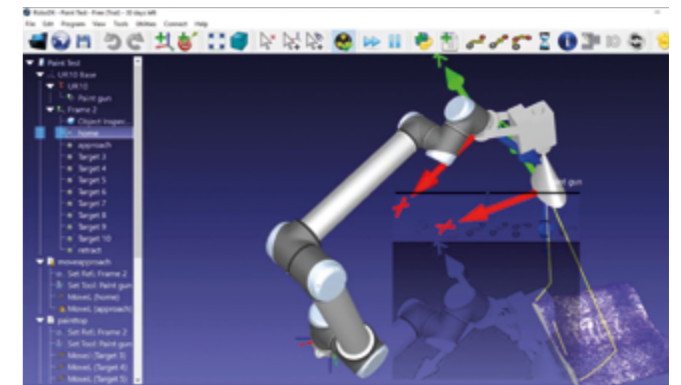 RoboDK - Paint Test - Free (Trial) - 30 days left
File Edit Program View Tools Utilities Connect Help
Paint Test
UR10 Base
UR10
Paint gun
Frame 2
Object Inspec...
home
approach
Target 3
Target 4
Target 5
Target 6
Target 7
Target 8
Target 9
Target 10
retract
moveapproach
Set Ref.: Frame 2
Set Tool: Paint gun
MoveL (home)
MoveL (approach)
painttop
Set Ref.: Frame 2
Set Tool: Paint gun
MoveJ (Target 3)
MoveL (Target 4)
MoveL (Target 5)
gun
X
X